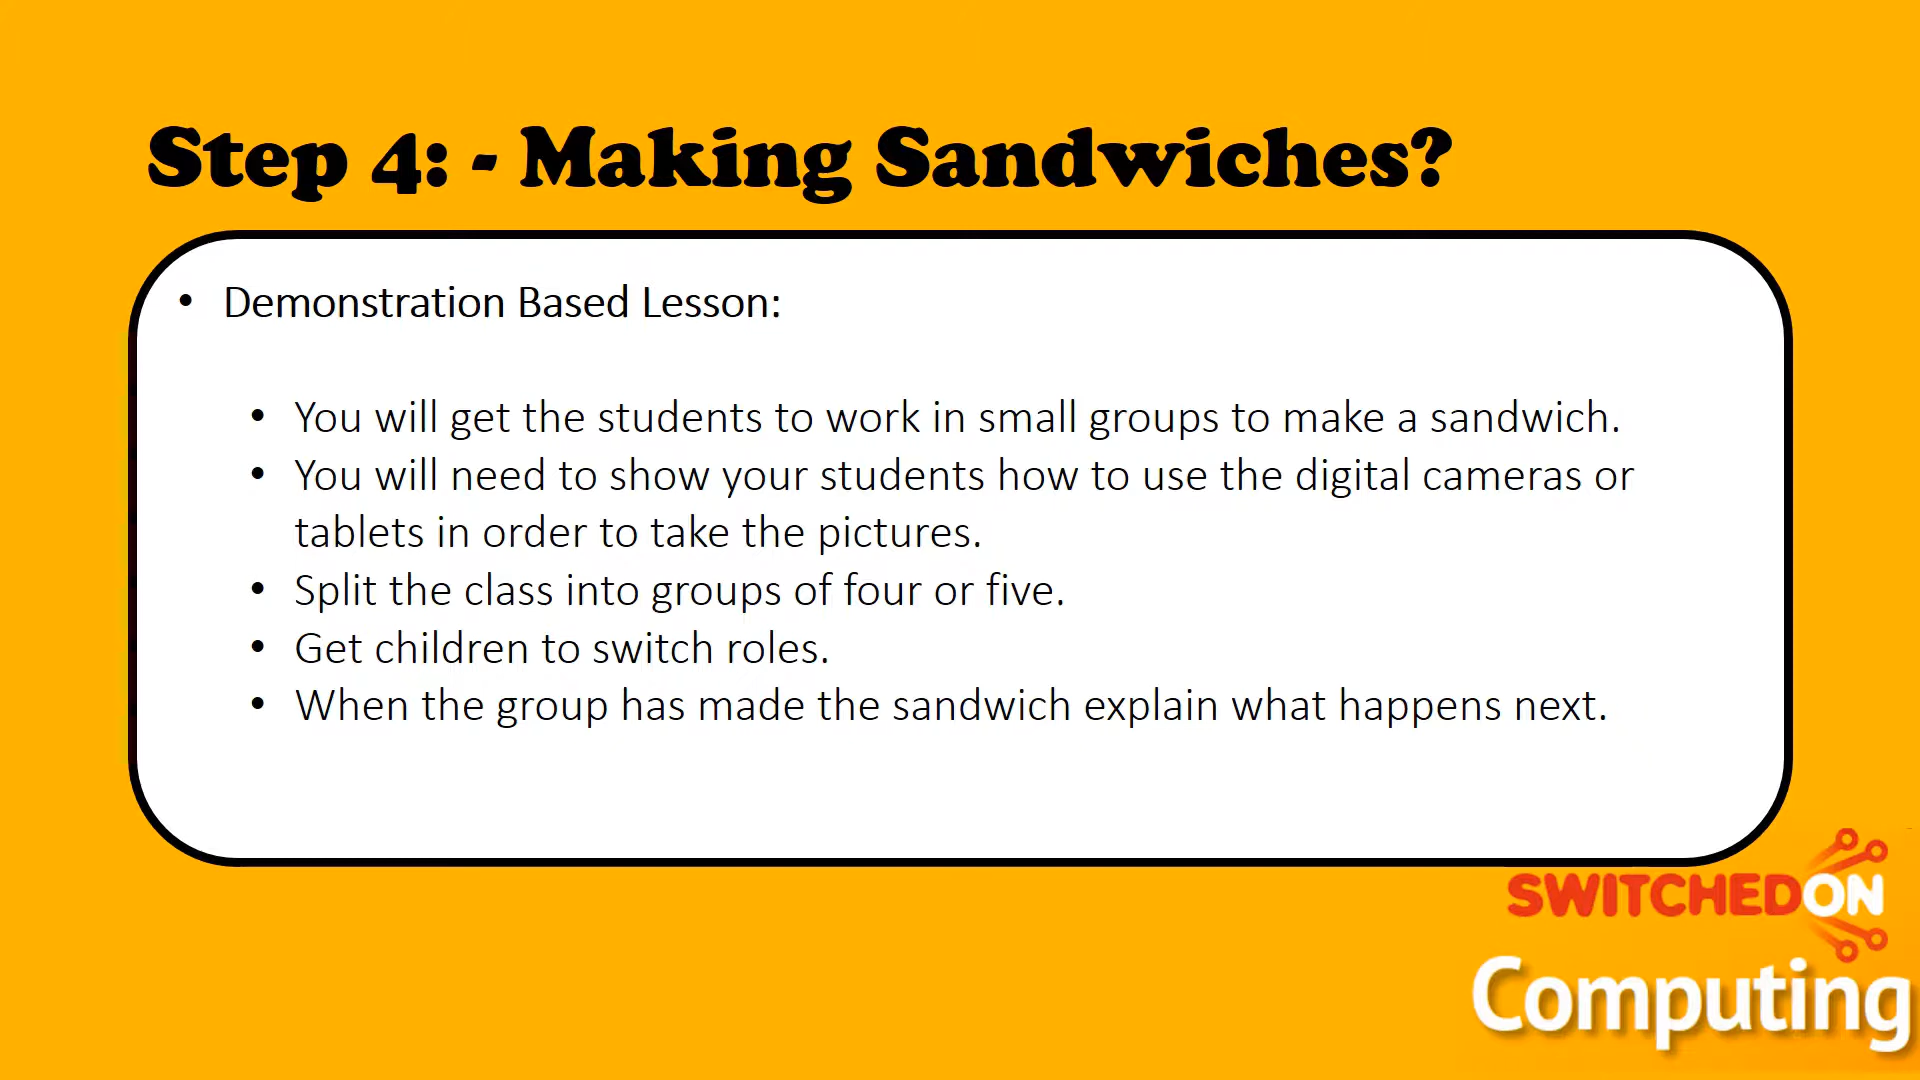 Step 4: - Making Sandwiches?
• Demonstration Based Lesson:
• You will get the students to work in small groups to make a sandwich.
• You will need to show your students how to use the digital cameras or
tablets in order to take the pictures.
• Split the class into groups of four or five.
• Get children to switch roles.
• When the group has made the sandwich explain what happens next.
SWITCHEDON
Computing